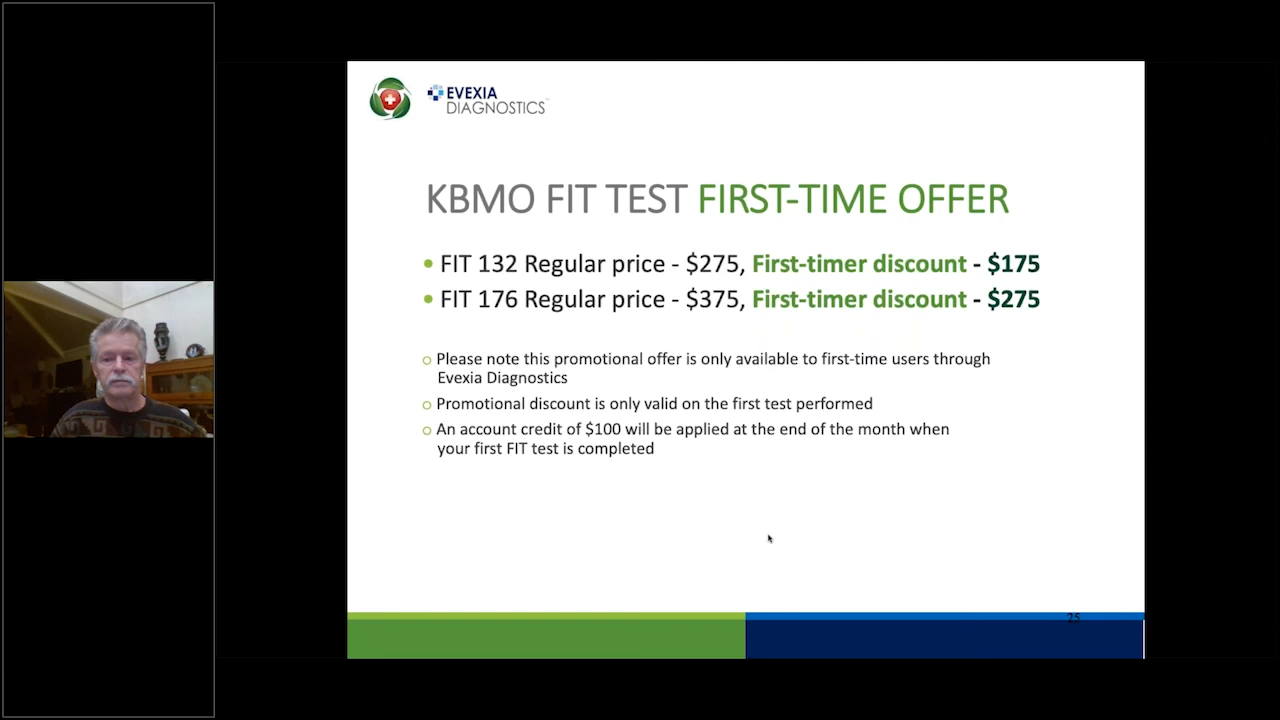 EVEXIA
DIAGNOSTICS™
KBMO FIT TEST FIRST-TIME OFFER
• FIT 132 Regular price - $275, First-timer discount - $175
• FIT 176 Regular price - $375, First-timer discount - $275
o Please note this promotional offer is only available to first-time users through
Evexia Diagnostics
o Promotional discount is only valid on the first test performed
o An account credit of $100 will be applied at the end of the month when
your first FIT test is completed
25